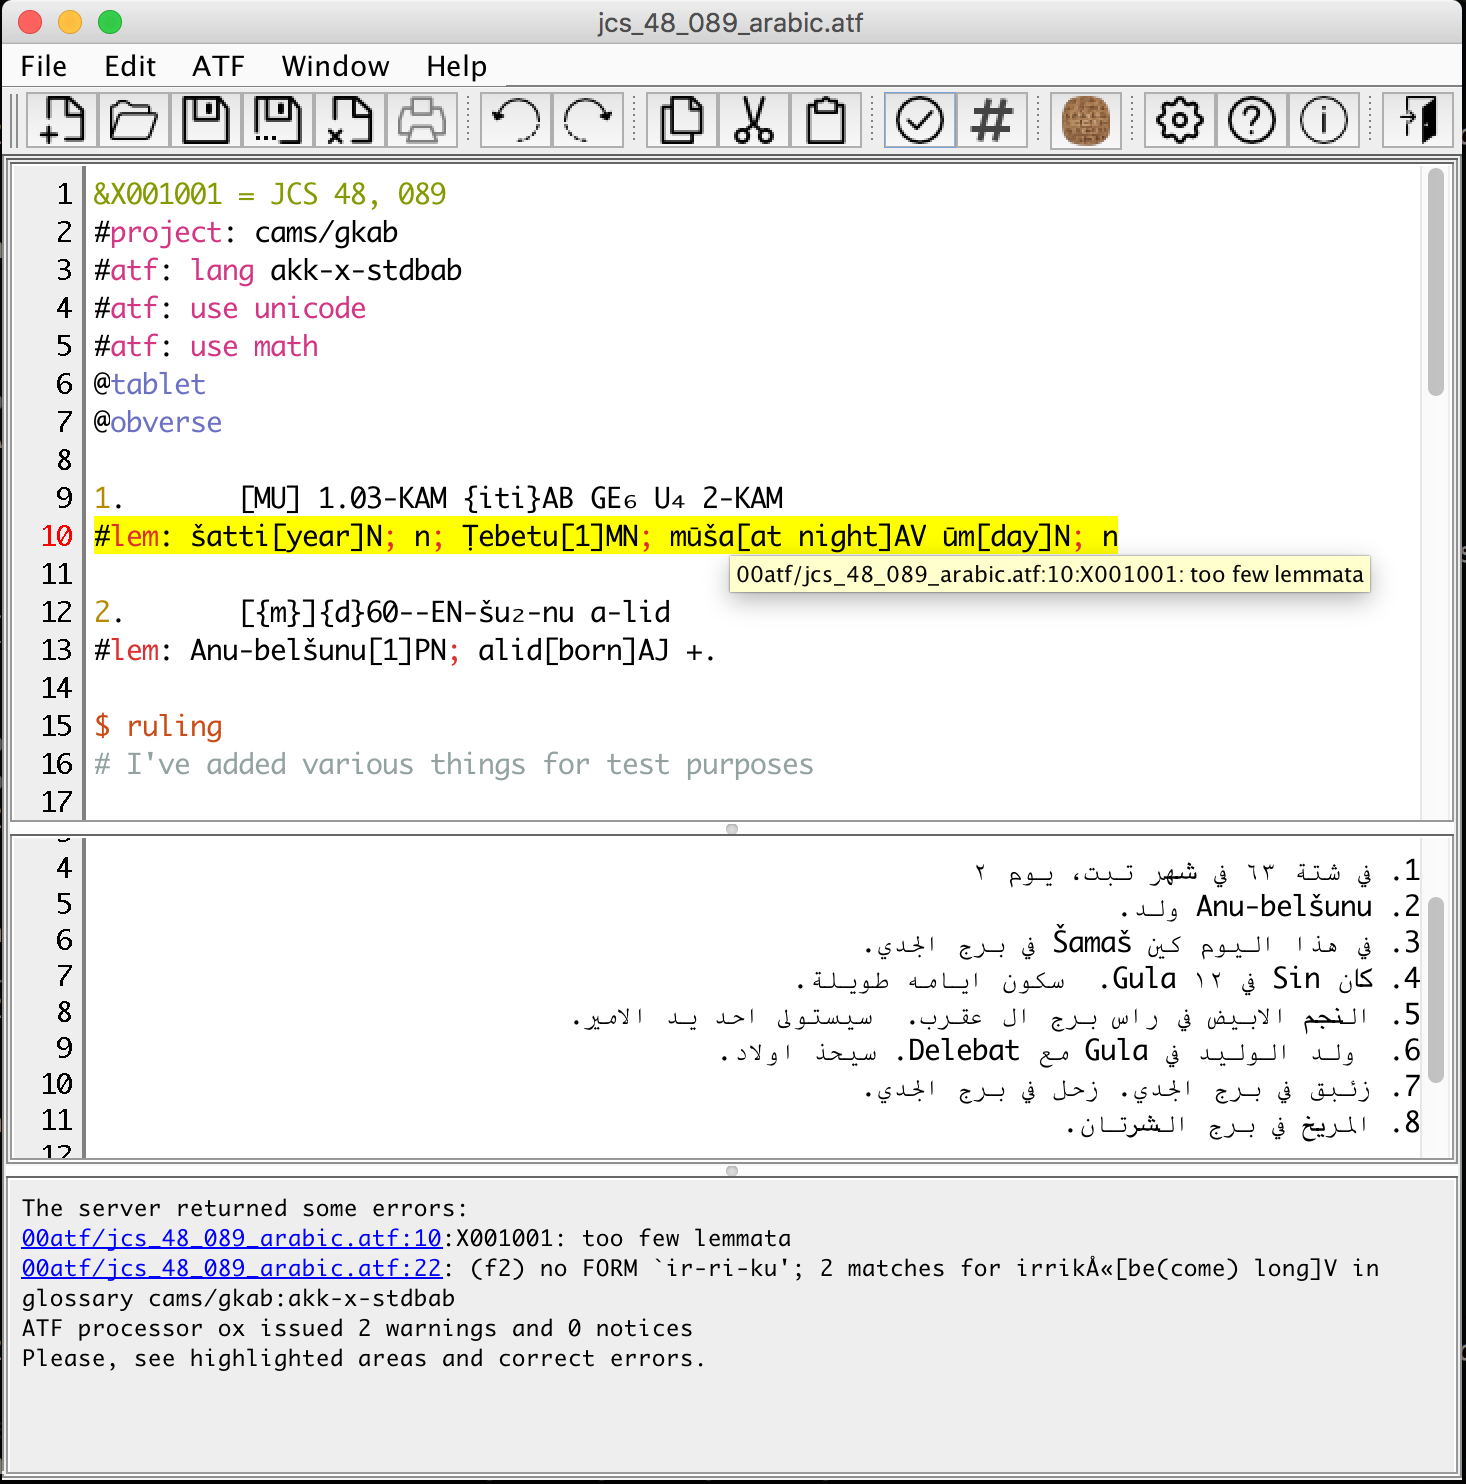 jcs_48_089_arabic.atf
File Edit ATF Window Help
1 &X001001 = JCS 48, 089
2 #project: cams/gkab
3 #atf: lang akk-x-stdbab
4 #atf: use unicode
5 #atf: use math
6 @tablet
7 @obverse
8
9 1. [MU] 1.03-KAM {iti}AB GE₆ U₄ 2-KAM
10 #lem: šatti[year]N; n; Ṭebetu[1]MN; mūša[at night]AV ūm[day]N; n
00atf/jcs_48_089_arabic.atf:10:X001001: too few lemmata
11
12 2. [{m}]{d}60--EN-šu₂-nu a-lid
13 #lem: Anu-belšunu[1]PN; alid[born]AJ +.
14
15 $ ruling
16 # I've added various things for test purposes
17
4 1. في شتة ٦٣ في شهر تبت، يوم ٢
5 2. Anu-belšunu ولد.
6 3. في هذا اليوم كين Šamaš في برج الجدي.
7 4. كان Sin في ١٢ Gula. سكون ايامه طويلة.
8 5. النجم الابيض في راس برج ال عقرب. سيستولى احد يد الامير.
9 6. ولد الوليد في Gula مع Delebat. سيحذ اولاد.
10 7. زئبق في برج الجدي. زحل في برج الجدي.
11 8. المريخ في برج الشرتان.
12
The server returned some errors:
00atf/jcs_48_089_arabic.atf:10:X001001: too few lemmata
00atf/jcs_48_089_arabic.atf:22: (f2) no FORM `ir-ri-ku'; 2 matches for irrikÅ«[be(come) long]V in
glossary cams/gkab:akk-x-stdbab
ATF processor ox issued 2 warnings and 0 notices
Please, see highlighted areas and correct errors.